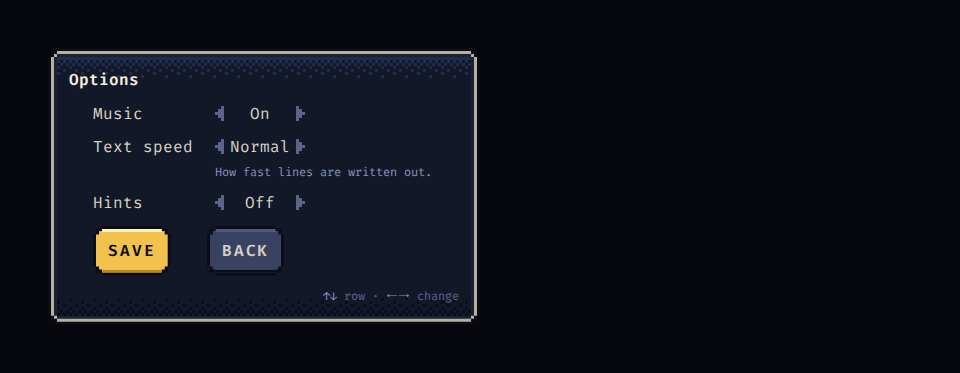 Options
Music On
Text speed Normal
How fast lines are written out.
Hints Off
SAVE BACK
↑↓ row · ←→ change